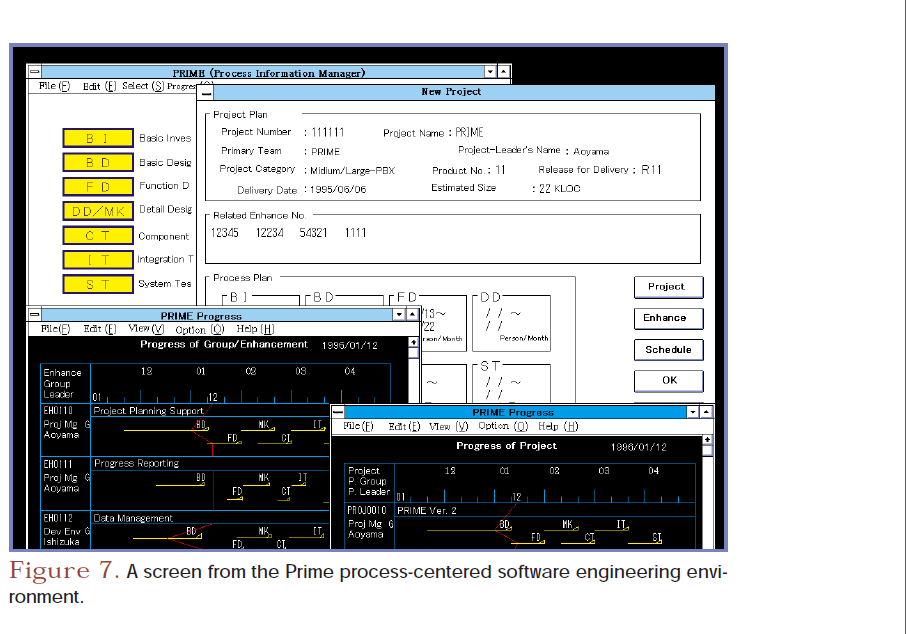 PRIME (Process Information Manager)
File (F) Edit (E) Select (S) Progres
New Project
Project Plan
Project Number : 111111 Project Name : PRIME
Primary Team : PRIME Project-Leader's Name : Aoyama
Project Category : Midium/Large-PBX Product No. : 11 Release for Delivery : R11
Delivery Date : 1995/06/06 Estimated Size : 22 KLOC
Related Enhance No.
12345 12234 54321 1111
Process Plan
B I B D F D D D
/13~ / / ~
/22 / /
rson/Month Person/Month
S T
~ / / ~
/ /
Project
Enhance
Schedule
OK
B I Basic Inves
B D Basic Desig
F D Function D
DD/MK Detail Desig
C T Component
I T Integration T
S T System Tes
PRIME Progress
File(F) Edit (E) View (V) Option (O) Help (H)
Progress of Group/Enhancement 1996/01/12
Enhance 12 01 02 03 04
Group
Leader 01 12
EH0110 Project Planning Support
Proj Mg G BD MK IT
Aoyama FD CT
EH0111 Progress Reporting
Proj Mg G BD MK IT
Aoyama FD CT
EH0112 Data Management
Dev Env G BD MK IT
Ishizuka FD CT
PRIME Progress
File (F) Edit (E) View (V) Option (O) Help (H)
Progress of Project 1996/01/12
Project 12 01 02 03 04
P. Group
P. Leader 01 12
PROJ0010 PRIME Ver. 2
Proj Mg G BD MK IT
Aoyama FD CT ST
Figure 7. A screen from the Prime process-centered software engineering envi-
ronment.